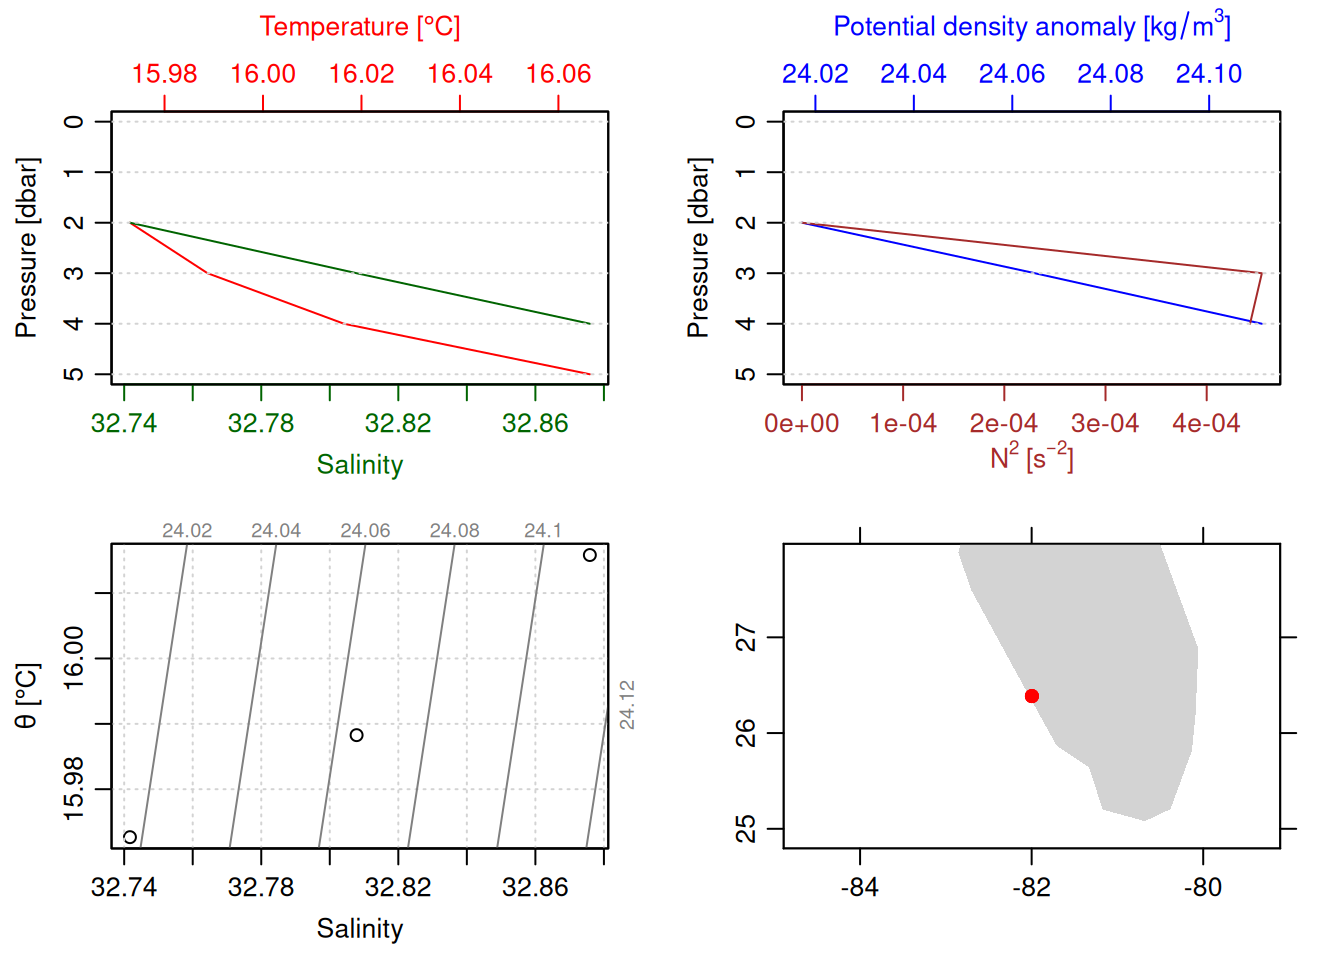 Temperature [°C]
15.98 16.00 16.02 16.04 16.06
Pressure [dbar]
0
1
2
3
4
5
32.74 32.78 32.82 32.86
Salinity
Potential density anomaly [kg/m³]
24.02 24.04 24.06 24.08 24.10
Pressure [dbar]
0
1
2
3
4
5
0e+00 1e-04 2e-04 3e-04 4e-04
N² [s⁻²]
24.02 24.04 24.06 24.08 24.1
24.12
θ [°C]
16.00
15.98
32.74 32.78 32.82 32.86
Salinity
27
26
25
-84 -82 -80